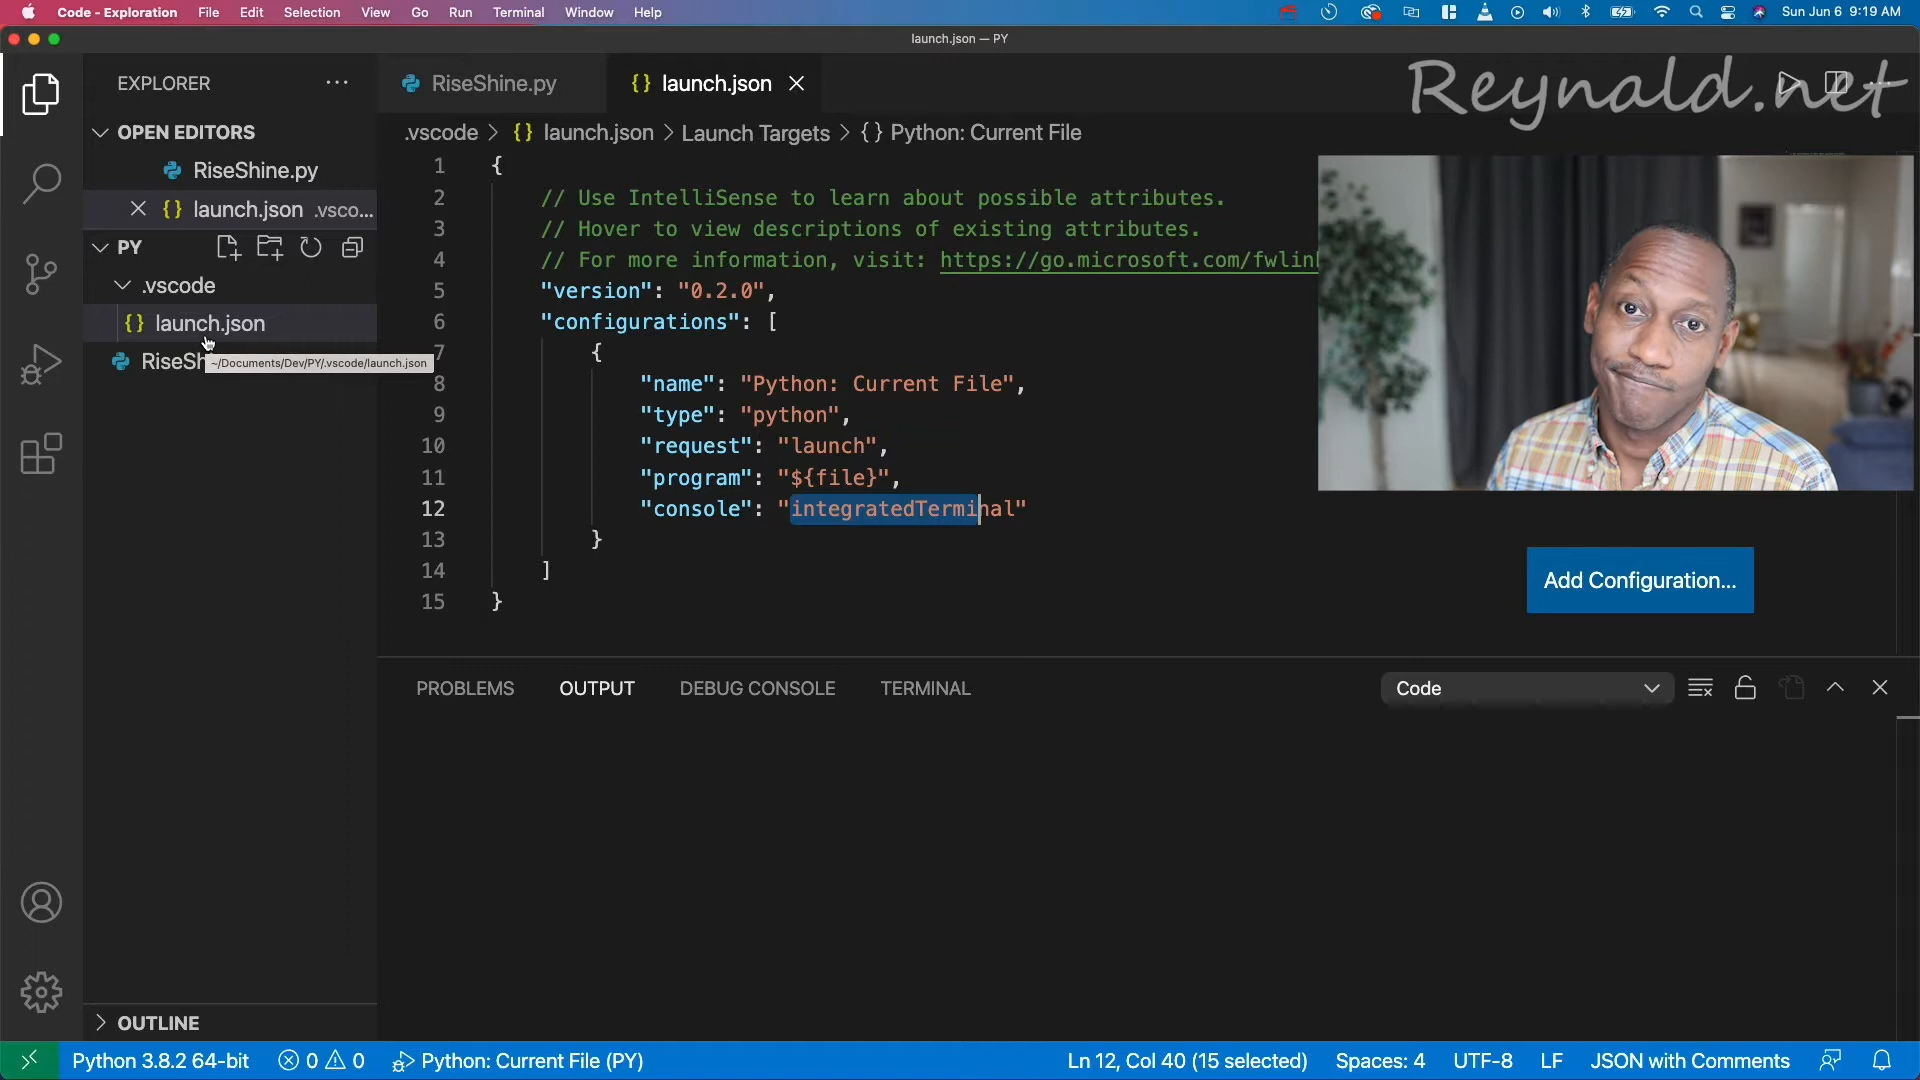 Code - Exploration File Edit Selection View Go Run Terminal Window Help Sun Jun 6 9:19 AM
launch.json — PY
Reynald.net
EXPLORER
RiseShine.py
launch.json
OPEN EDITORS
RiseShine.py
launch.json .vsco...
PY
.vscode
launch.json
RiseSh
~/Documents/Dev/PY/.vscode/launch.json
.vscode > {} launch.json > Launch Targets > {} Python: Current File
1 {
2 // Use IntelliSense to learn about possible attributes.
3 // Hover to view descriptions of existing attributes.
4 // For more information, visit: https://go.microsoft.com/fwlin
5 "version": "0.2.0",
6 "configurations": [
7 {
8 "name": "Python: Current File",
9 "type": "python",
10 "request": "launch",
11 "program": "${file}",
12 "console": "integratedTerminal"
13 }
14 ]
15 }
Add Configuration...
PROBLEMS OUTPUT DEBUG CONSOLE TERMINAL Code
OUTLINE
Python 3.8.2 64-bit 0 0 Python: Current File (PY) Ln 12, Col 40 (15 selected) Spaces: 4 UTF-8 LF JSON with Comments